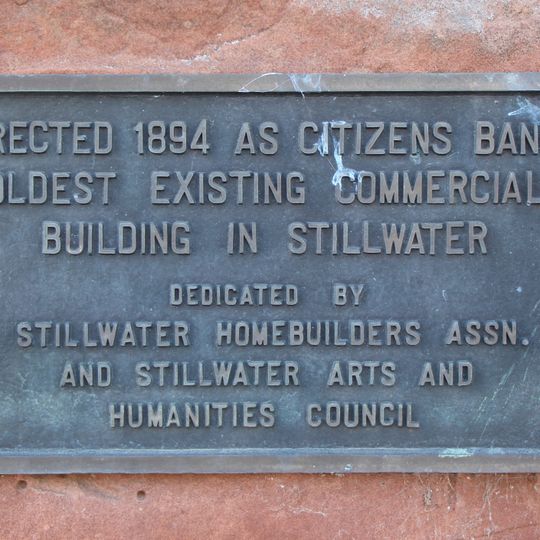 RECTED 1894 AS CITIZENS BAN
OLDEST EXISTING COMMERCIAL
BUILDING IN STILLWATER
DEDICATED BY
STILLWATER HOMEBUILDERS ASSN.
AND STILLWATER ARTS AND
HUMANITIES COUNCIL